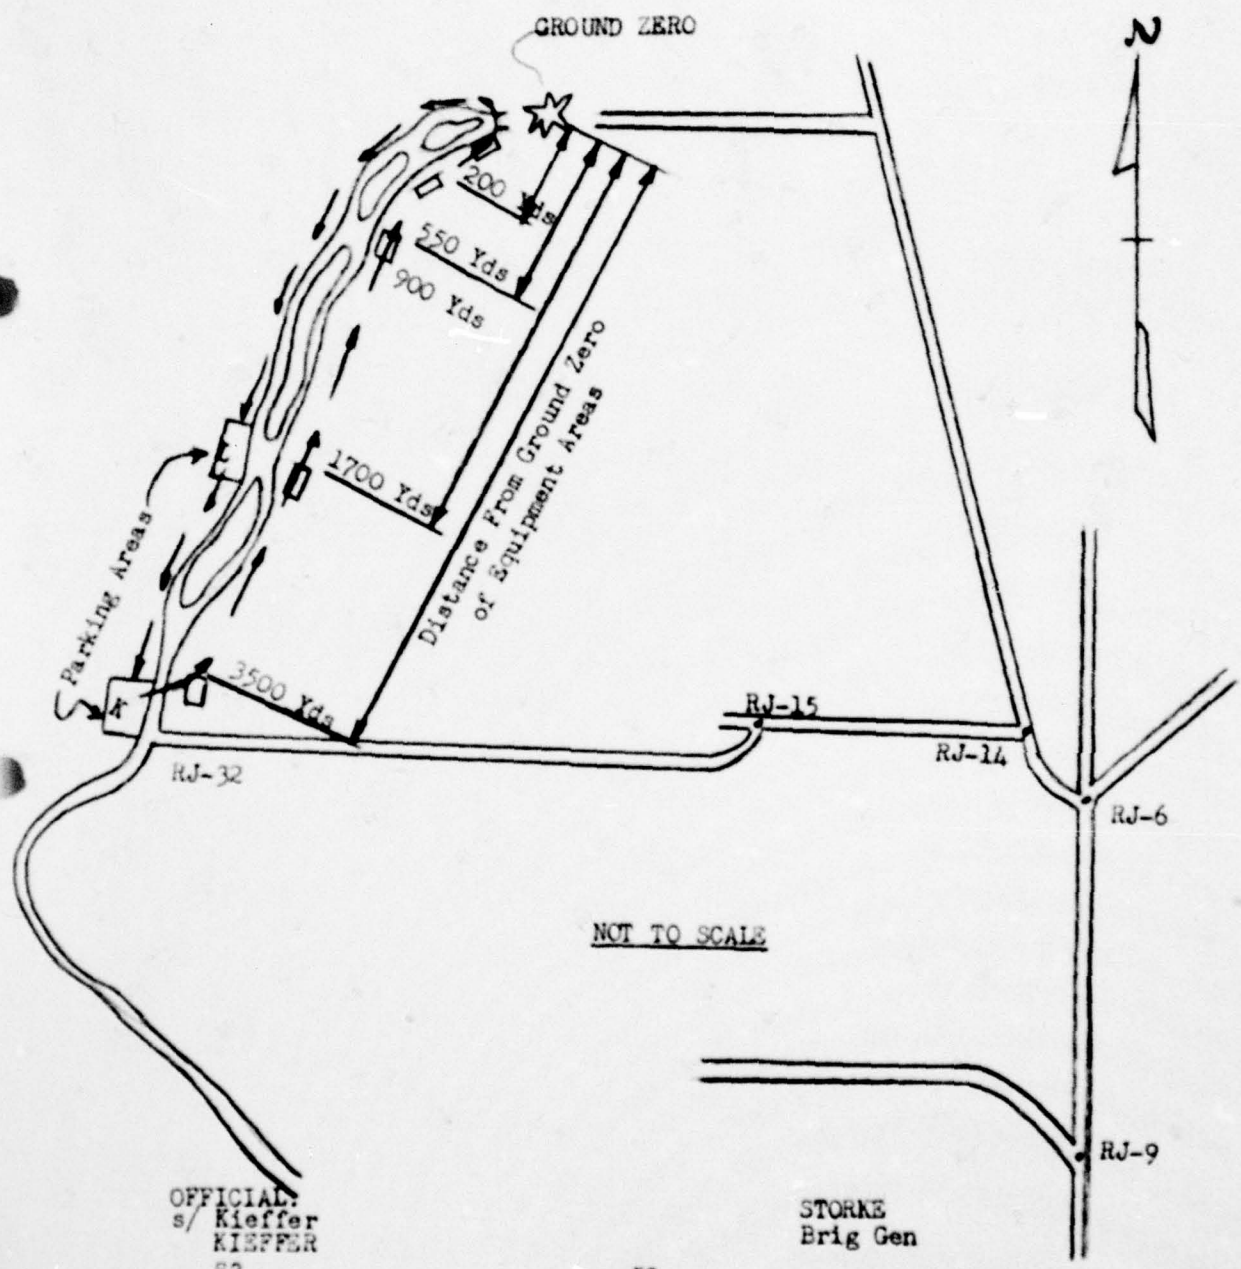 GROUND ZERO
N
200 Yds
550 Yds
900 Yds
1700 Yds
3500 Yds
Distance From Ground Zero
of Equipment Areas
Parking Areas
K
RJ-32
RJ-15
RJ-14
RJ-6
NOT TO SCALE
RJ-9
OFFICIAL:
s/ Kieffer
KIEFFER
STORKE
Brig Gen